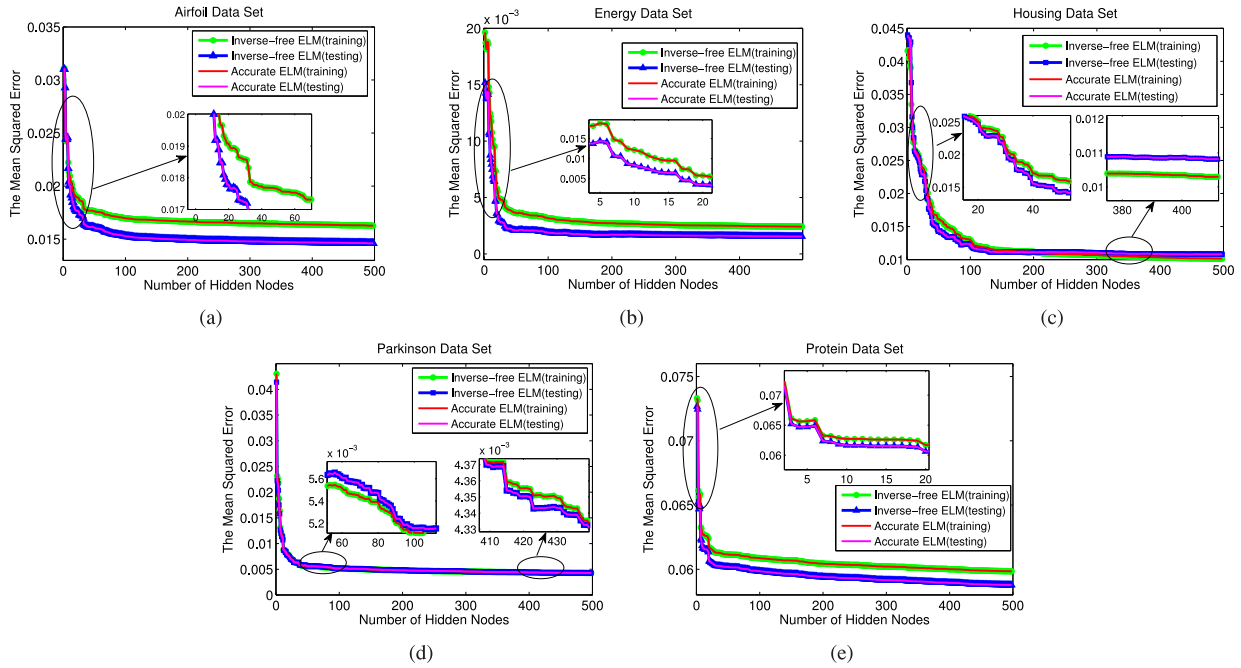 Airfoil Data Set
The Mean Squared Error
0.035
0.03
0.025
0.02
0.015
0
100
200
300
400
500
Number of Hidden Nodes
Inverse-free ELM(training)
Inverse-free ELM(testing)
Accurate ELM(training)
Accurate ELM(testing)
0.02
0.019
0.018
0.017
0
20
40
60
(a)
Energy Data Set
x 10⁻³
The Mean Squared Error
20
15
10
5
0
0
100
200
300
400
Number of Hidden Nodes
Inverse-free ELM(training)
Inverse-free ELM(testing)
Accurate ELM(training)
Accurate ELM(testing)
0.015
0.01
0.005
5
10
15
20
(b)
Housing Data Set
The Mean Squared Error
0.045
0.04
0.035
0.03
0.025
0.02
0.015
0.01
0
100
200
300
400
500
Number of Hidden Nodes
Inverse-free ELM(training)
Inverse-free ELM(testing)
Accurate ELM(training)
Accurate ELM(testing)
0.025
0.02
0.015
20
40
0.012
0.011
0.01
380
400
(c)
Parkinson Data Set
The Mean Squared Error
0.04
0.035
0.03
0.025
0.02
0.015
0.01
0.005
0
0
100
200
300
400
500
Number of Hidden Nodes
Inverse-free ELM(training)
Inverse-free ELM(testing)
Accurate ELM(training)
Accurate ELM(testing)
x 10⁻³
5.6
5.4
5.2
60
80
100
x 10⁻³
4.37
4.36
4.35
4.34
4.33
410
420
430
(d)
Protein Data Set
The Mean Squared Error
0.075
0.07
0.065
0.06
0
100
200
300
400
500
Number of Hidden Nodes
0.07
0.065
0.06
5
10
15
20
Inverse-free ELM(training)
Inverse-free ELM(testing)
Accurate ELM(training)
Accurate ELM(testing)
(e)